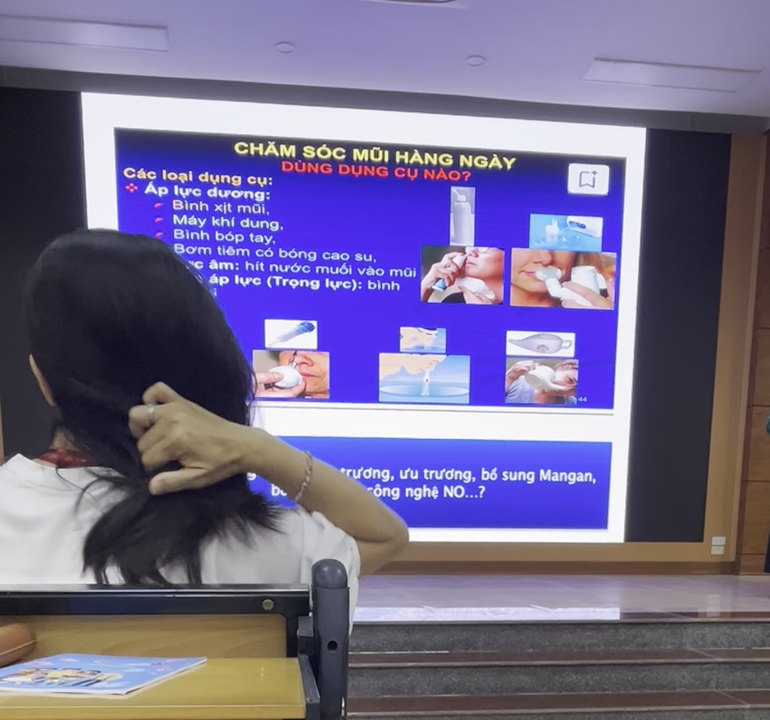 CHĂM SÓC MŨI HÀNG NGÀY
DÙNG DỤNG CỤ NÀO?
Các loại dụng cụ:
Áp lực dương:
Bình xịt mũi,
Máy khí dung,
Bình bóp tay,
Bơm tiêm có bóng cao su,
âm: hít nước muối vào mũi
áp lực (Trọng lực): bình
44
trương, ưu trương, bổ sung Mangan,
công nghệ NO...?